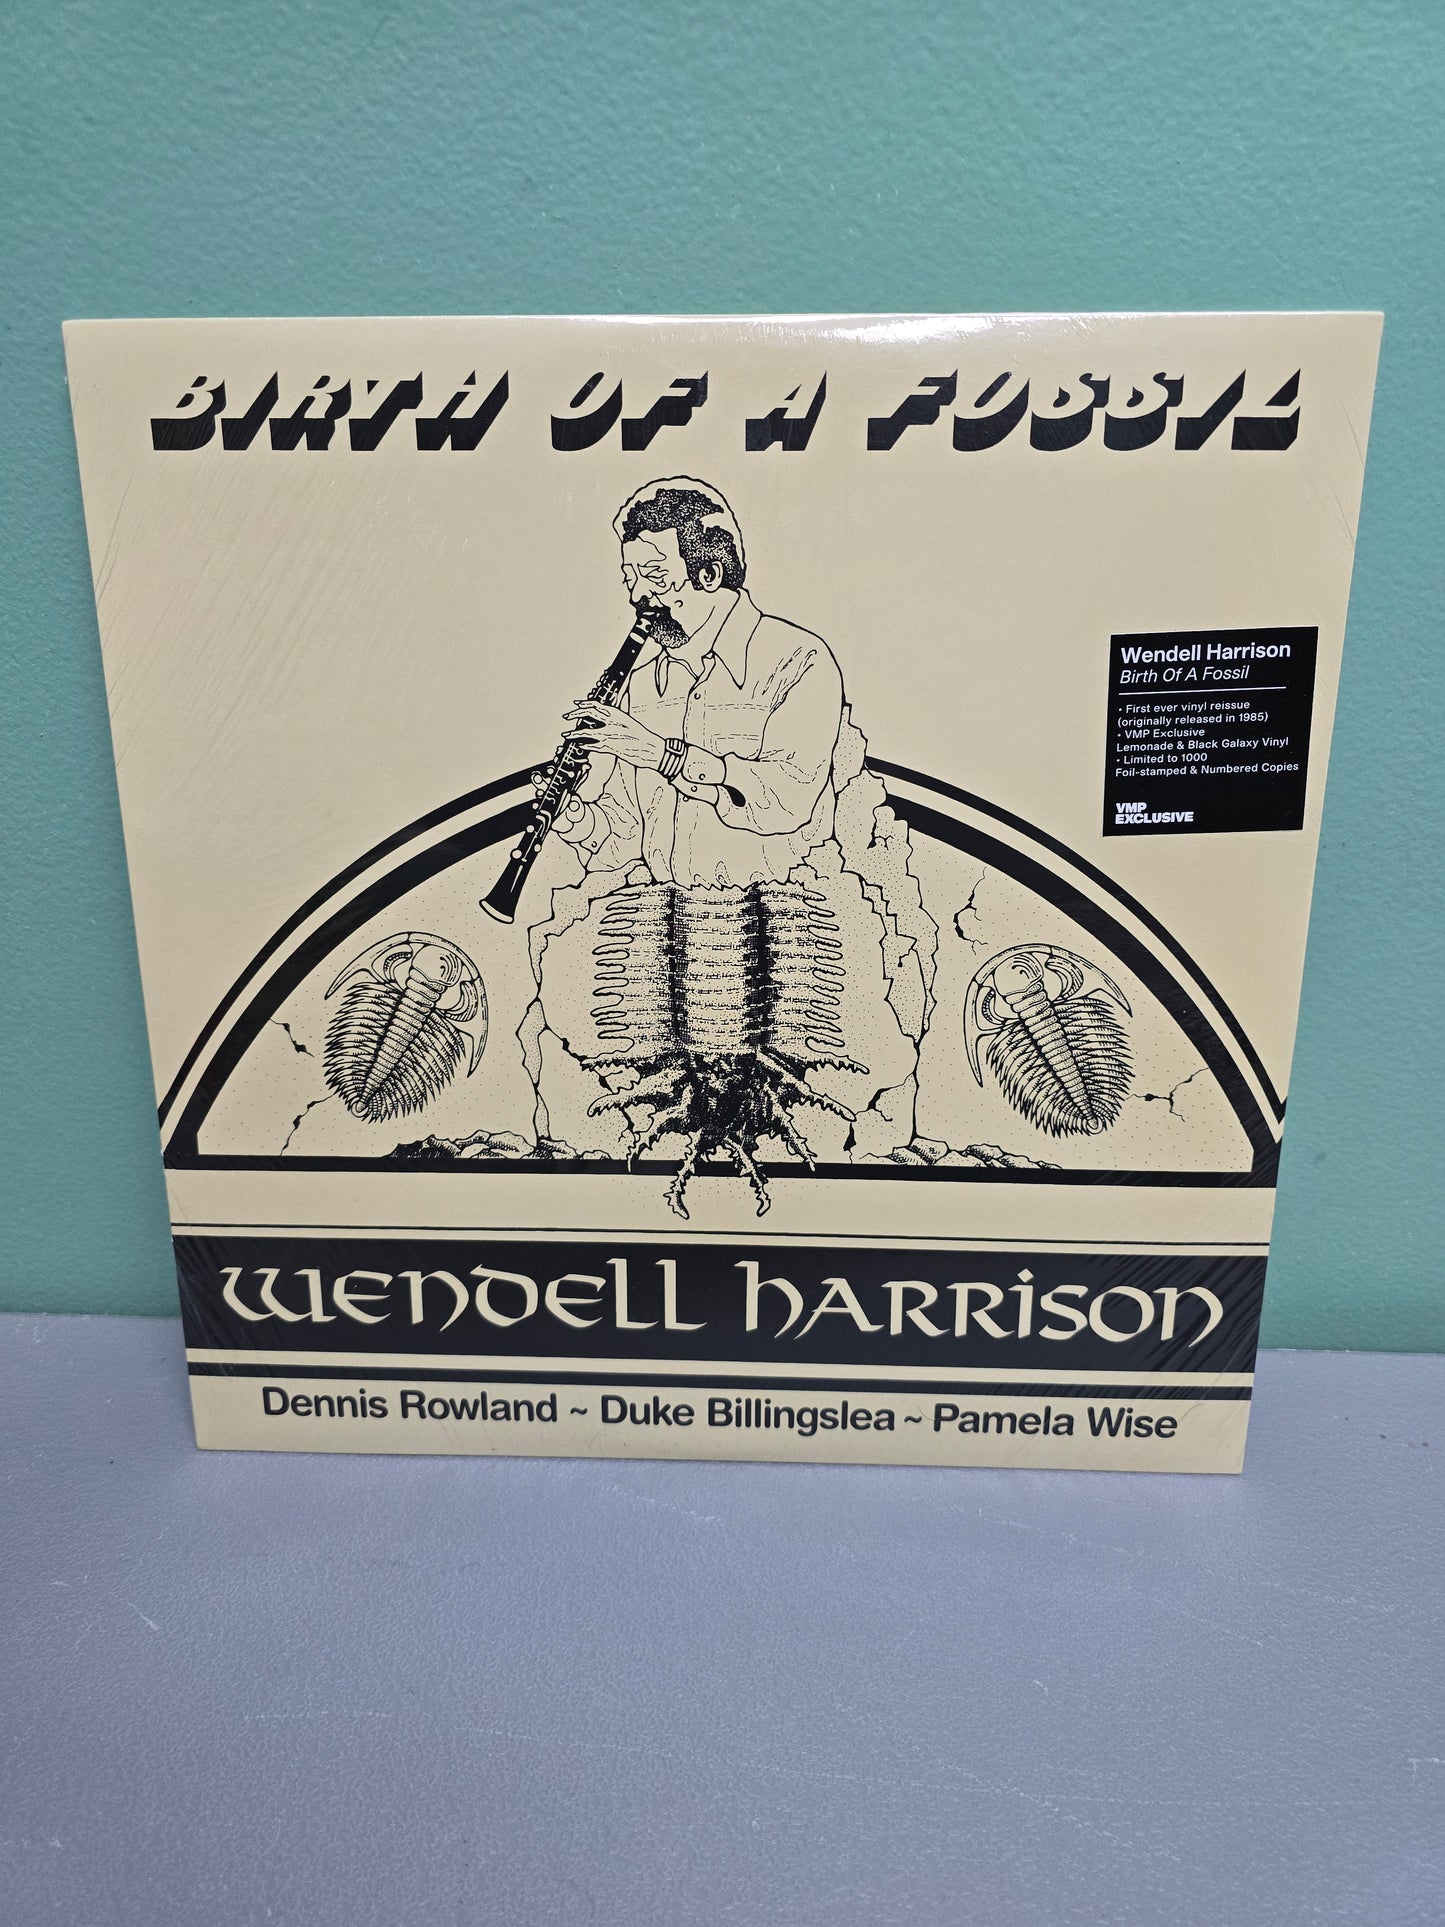 BIRTH OF A FOSSIL
Wendell Harrison
Birth Of A Fossil
• First ever vinyl reissue
(originally released in 1985)
• VMP Exclusive
Lemonade & Black Galaxy Vinyl
• Limited to 1000
Foil-stamped & Numbered Copies
VMP
EXCLUSIVE
WENDELL HARRISON
Dennis Rowland ~ Duke Billingslea ~ Pamela Wise